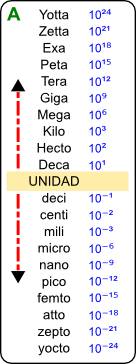 A Yotta 10²⁴
Zetta 10²¹
Exa 10¹⁸
Peta 10¹⁵
Tera 10¹²
Giga 10⁹
Mega 10⁶
Kilo 10³
Hecto 10²
Deca 10¹
UNIDAD
deci 10⁻¹
centi 10⁻²
mili 10⁻³
micro 10⁻⁶
nano 10⁻⁹
pico 10⁻¹²
femto 10⁻¹⁵
atto 10⁻¹⁸
zepto 10⁻²¹
yocto 10⁻²⁴